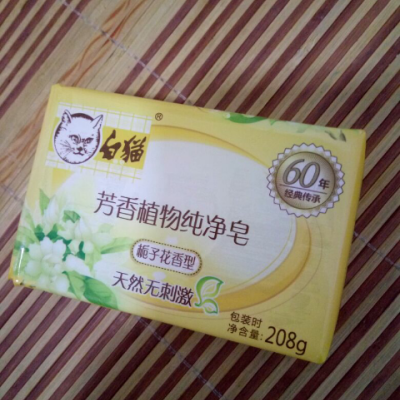 白猫®
60年
经典传承
芳香植物纯净皂
栀子花香型
天然无刺激
包装时
净含量: 208g